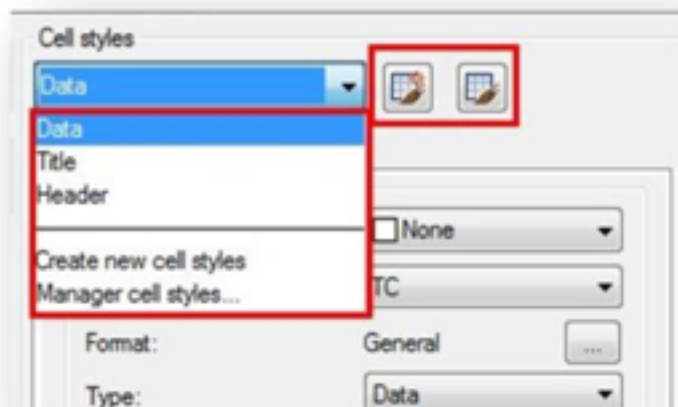 Cell styles
Data
Data
Title
Header
None
Create new cell styles
TC
Manager cell styles...
Format: General ...
Type: Data